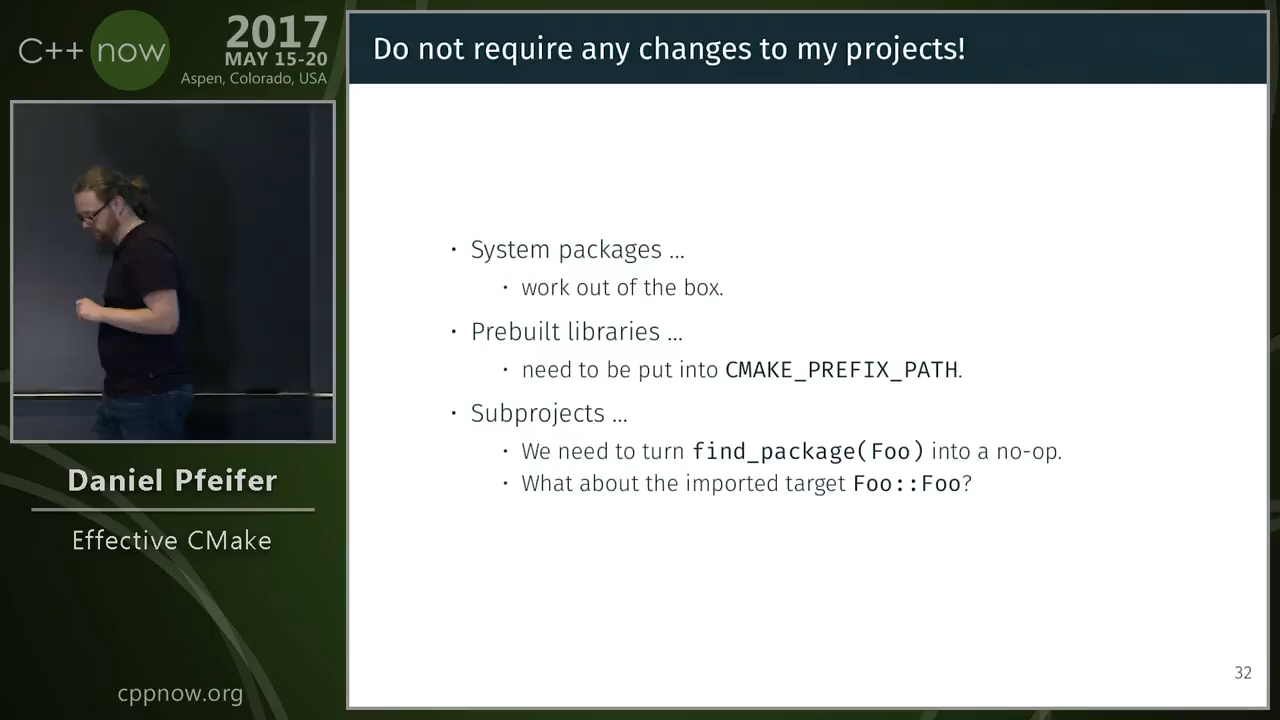 C++ now
2017
MAY 15-20
Aspen, Colorado, USA
Daniel Pfeifer
Effective CMake
cppnow.org
Do not require any changes to my projects!
· System packages ...
· work out of the box.
· Prebuilt libraries ...
· need to be put into CMAKE_PREFIX_PATH.
· Subprojects ...
· We need to turn find_package(Foo) into a no-op.
· What about the imported target Foo::Foo?
32